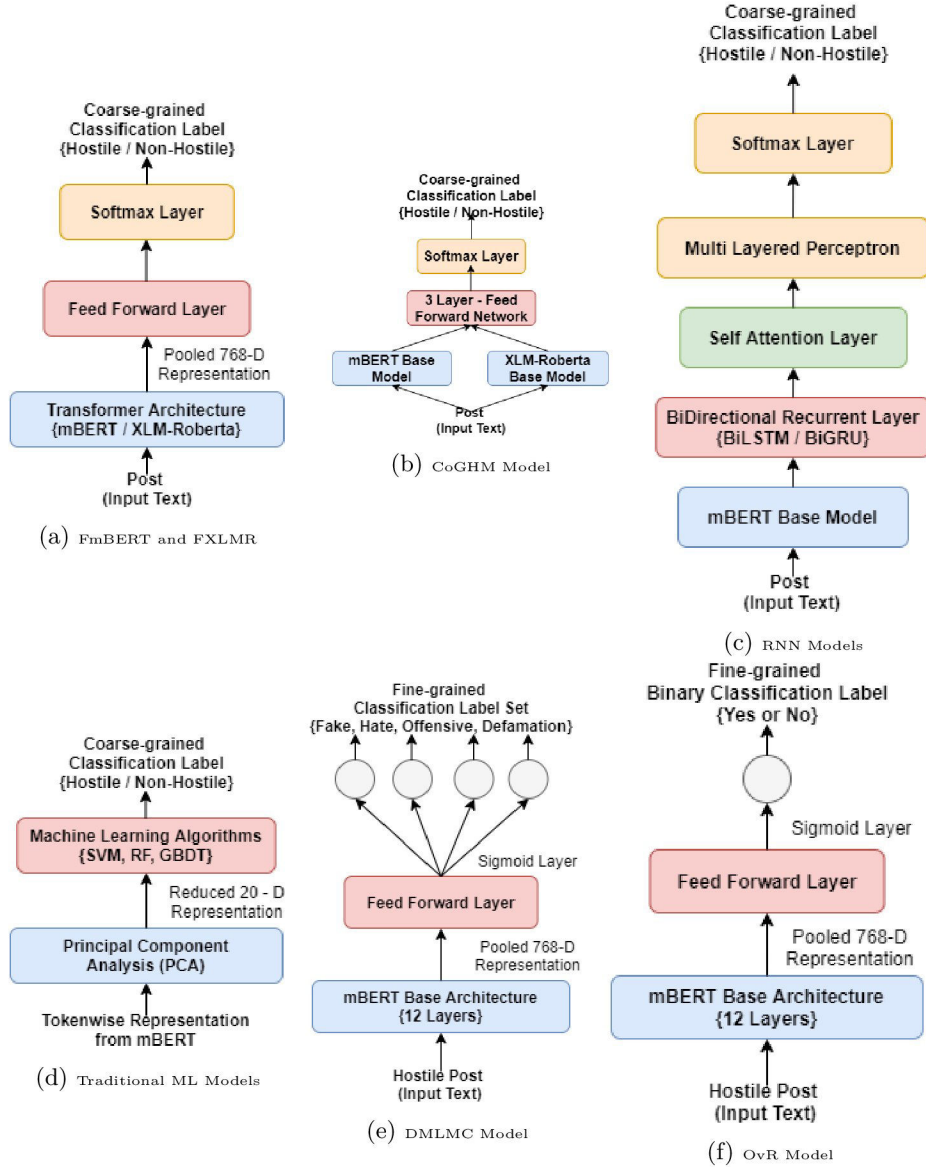 Coarse-grained
Classification Label
{Hostile / Non-Hostile}
Softmax Layer
Feed Forward Layer
Pooled 768-D
Representation
Transformer Architecture
{mBERT / XLM-Roberta}
Post
(Input Text)
(a) FmBERT and FXLMR
Coarse-grained
Classification Label
{Hostile / Non-Hostile}
Softmax Layer
3 Layer - Feed
Forward Network
mBERT Base
Model
XLM-Roberta
Base Model
Post
(Input Text)
(b) CoGHM Model
Coarse-grained
Classification Label
{Hostile / Non-Hostile}
Softmax Layer
Multi Layered Perceptron
Self Attention Layer
BiDirectional Recurrent Layer
{BiLSTM / BiGRU}
mBERT Base Model
Post
(Input Text)
(c) RNN Models
Coarse-grained
Classification Label
{Hostile / Non-Hostile}
Machine Learning Algorithms
{SVM, RF, GBDT}
Reduced 20 - D
Representation
Principal Component
Analysis (PCA)
Tokenwise Representation
from mBERT
(d) Traditional ML Models
Fine-grained
Classification Label Set
{Fake, Hate, Offensive, Defamation}
Sigmoid Layer
Feed Forward Layer
Pooled 768-D
Representation
mBERT Base Architecture
{12 Layers}
Hostile Post
(Input Text)
(e) DMLMC Model
Fine-grained
Binary Classification Label
{Yes or No}
Sigmoid Layer
Feed Forward Layer
Pooled 768-D
Representation
mBERT Base Architecture
{12 Layers}
Hostile Post
(Input Text)
(f) OvR Model